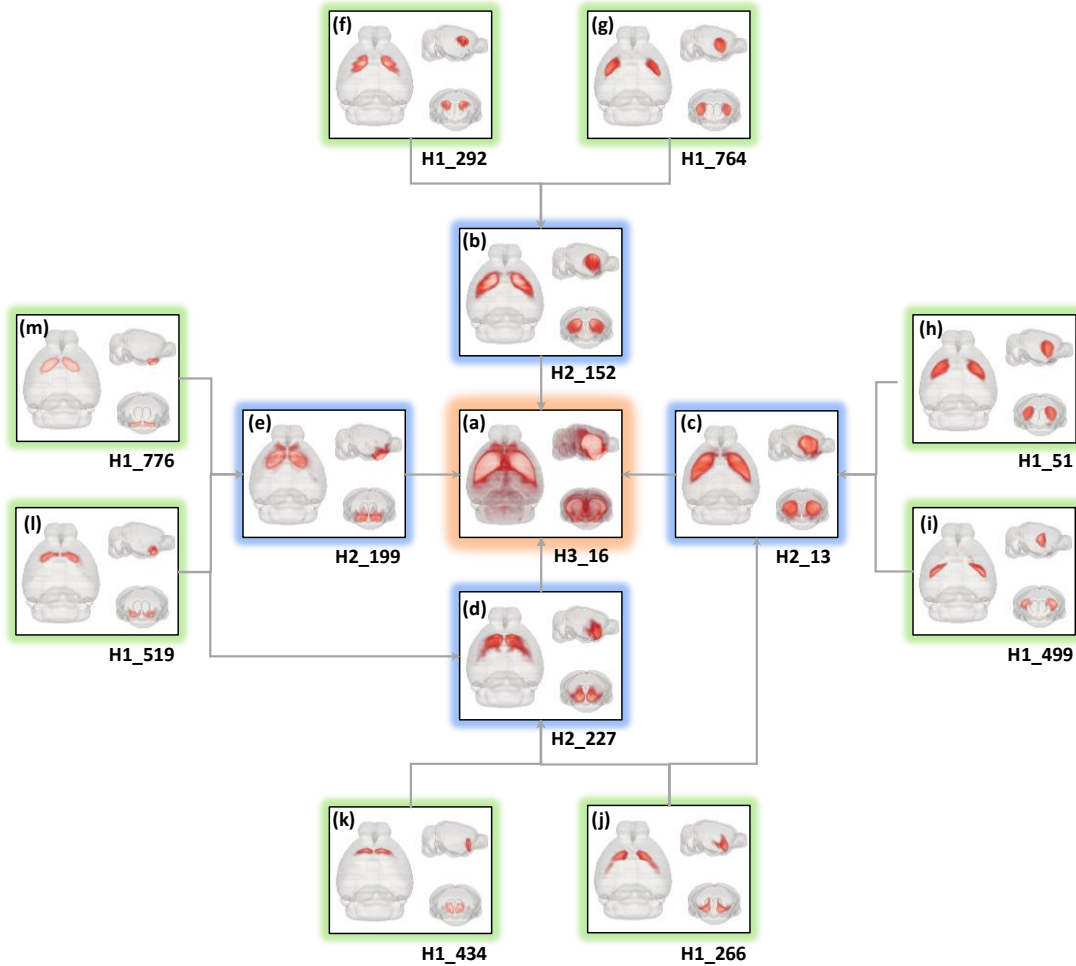 (f)
(g)
H1_292
H1_764
(b)
H2_152
(m)
(h)
H1_776
H1_51
(e)
(a)
(c)
H2_199
H3_16
H2_13
(l)
(i)
H1_519
H1_499
(d)
H2_227
(k)
(j)
H1_434
H1_266